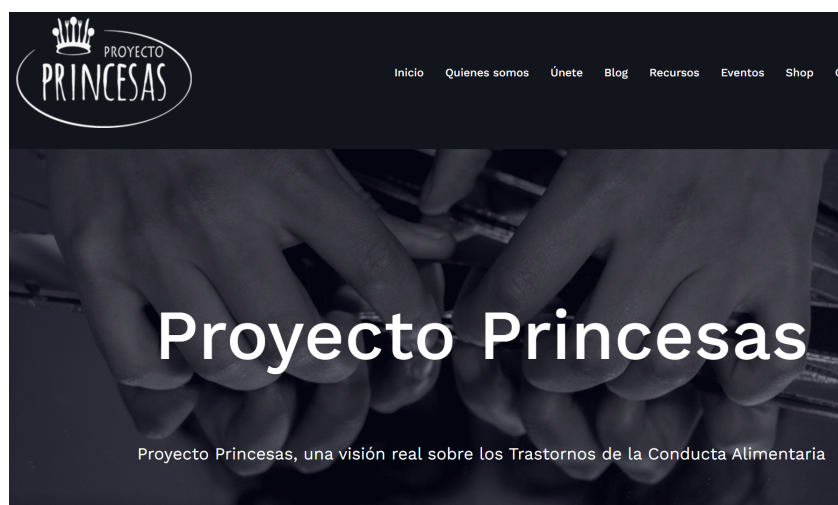 PROYECTO
PRINCESAS
Inicio Quienes somos Únete Blog Recursos Eventos Shop
Proyecto Princesas
Proyecto Princesas, una visión real sobre los Trastornos de la Conducta Alimentaria